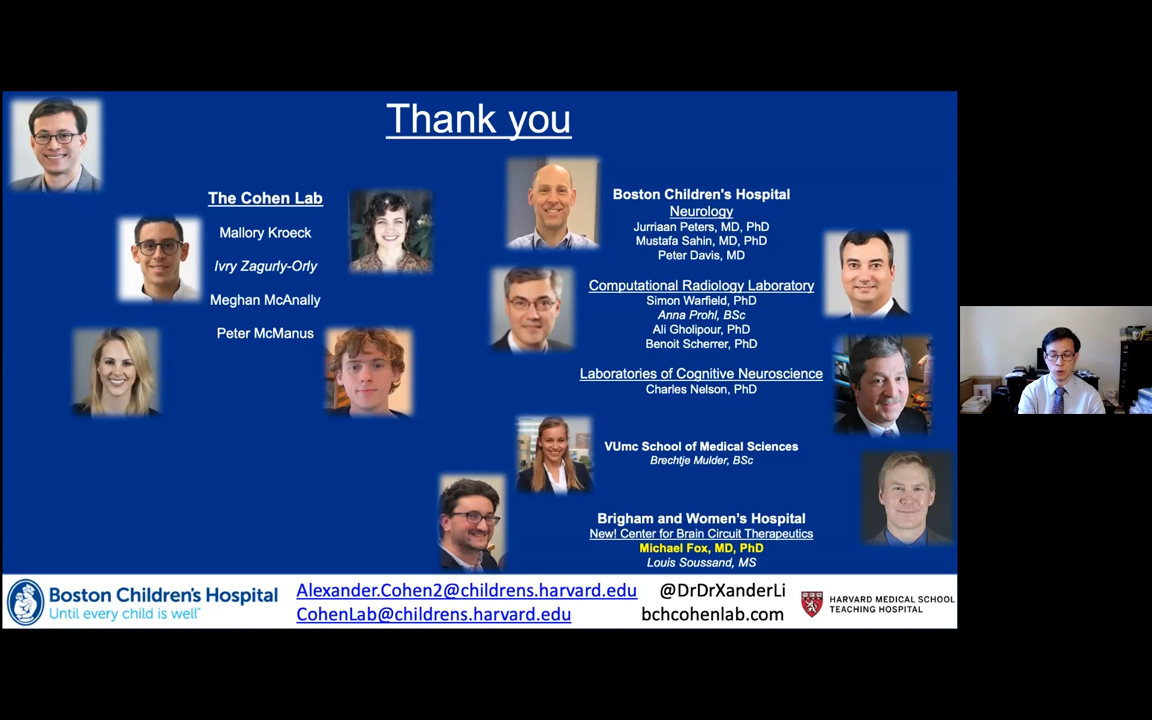 Thank you
The Cohen Lab
Mallory Kroeck
Ivry Zagurly-Orly
Meghan McAnally
Peter McManus
Boston Children's Hospital
Neurology
Jurriaan Peters, MD, PhD
Mustafa Sahin, MD, PhD
Peter Davis, MD
Computational Radiology Laboratory
Simon Warfield, PhD
Anna Prohl, BSc
Ali Gholipour, PhD
Benoit Scherrer, PhD
Laboratories of Cognitive Neuroscience
Charles Nelson, PhD
VUmc School of Medical Sciences
Brechtje Mulder, BSc
Brigham and Women's Hospital
New! Center for Brain Circuit Therapeutics
Michael Fox, MD, PhD
Louis Soussand, MS
Boston Children's Hospital
Until every child is well™
Alexander.Cohen2@childrens.harvard.edu
CohenLab@childrens.harvard.edu
@DrDrXanderLi
bchcohenlab.com
HARVARD MEDICAL SCHOOL
TEACHING HOSPITAL